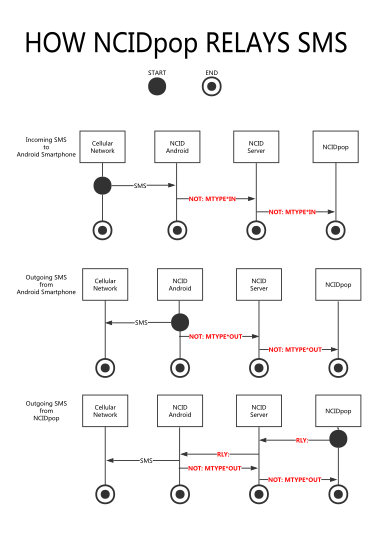 HOW NCIDpop RELAYS SMS
START
END
Incoming SMS
to
Android Smartphone
Cellular
Network
NCID
Android
NCID
Server
NCIDpop
SMS
NOT: MTYPE*IN
NOT: MTYPE*IN
Outgoing SMS
from
Android Smartphone
Cellular
Network
NCID
Android
NCID
Server
NCIDpop
SMS
NOT: MTYPE*OUT
NOT: MTYPE*OUT
Outgoing SMS
from
NCIDpop
Cellular
Network
NCID
Android
NCID
Server
NCIDpop
RLY:
RLY:
SMS
NOT: MTYPE*OUT
NOT: MTYPE*OUT